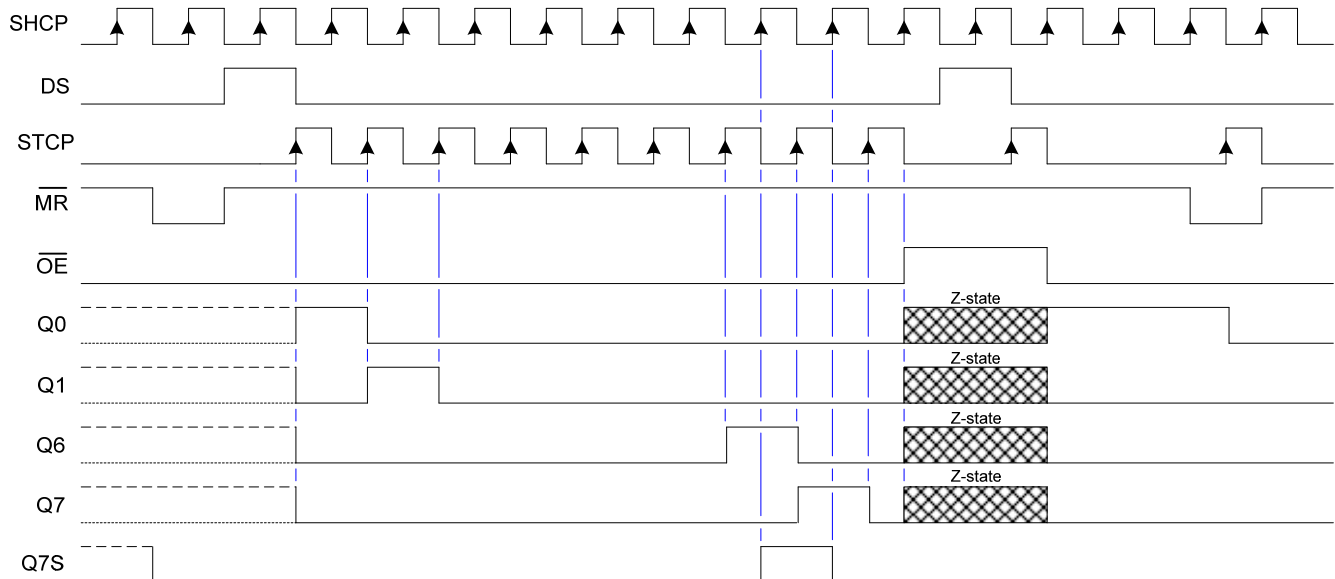 SHCP
DS
STCP
MR
OE
Z-state
Q0
Z-state
Q1
Z-state
Q6
Z-state
Q7
Q7S